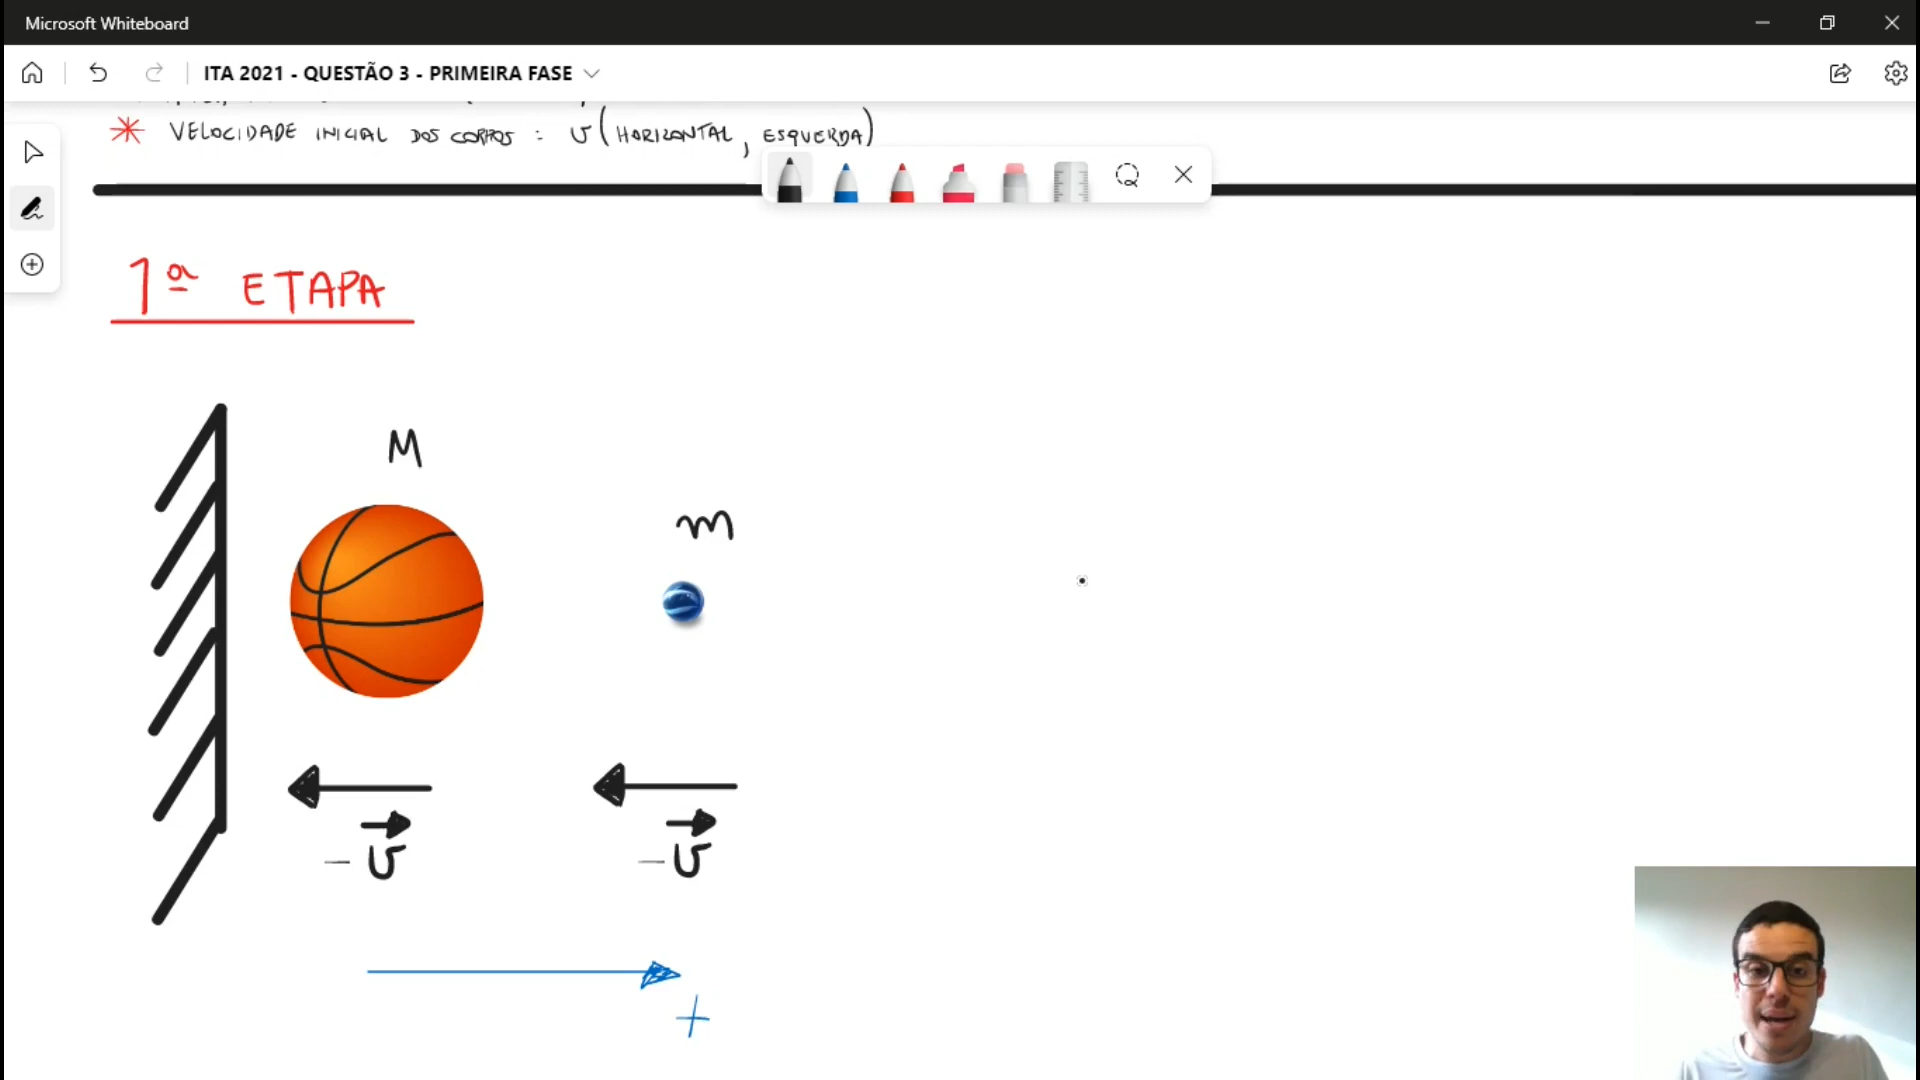 Microsoft Whiteboard
ITA 2021 - QUESTÃO 3 - PRIMEIRA FASE
* VELOCIDADE INICIAL DOS CORPOS : v (HORIZONTAL, ESQUERDA)
1ª ETAPA
M
m
-v⃗ -v⃗
+